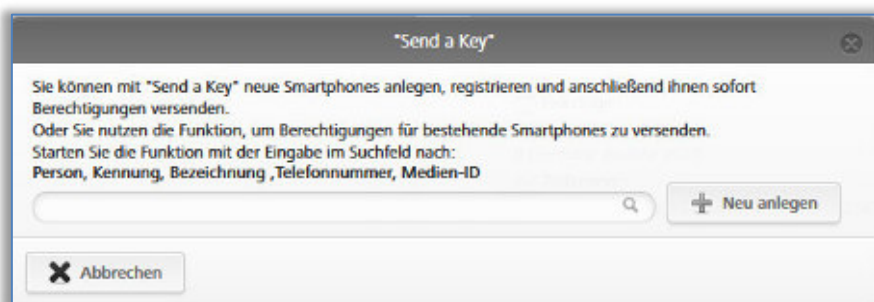 "Send a Key"
Sie können mit "Send a Key" neue Smartphones anlegen, registrieren und anschließend ihnen sofort
Berechtigungen versenden.
Oder Sie nutzen die Funktion, um Berechtigungen für bestehende Smartphones zu versenden.
Starten Sie die Funktion mit der Eingabe im Suchfeld nach:
Person, Kennung, Bezeichnung ,Telefonnummer, Medien-ID
Neu anlegen
Abbrechen